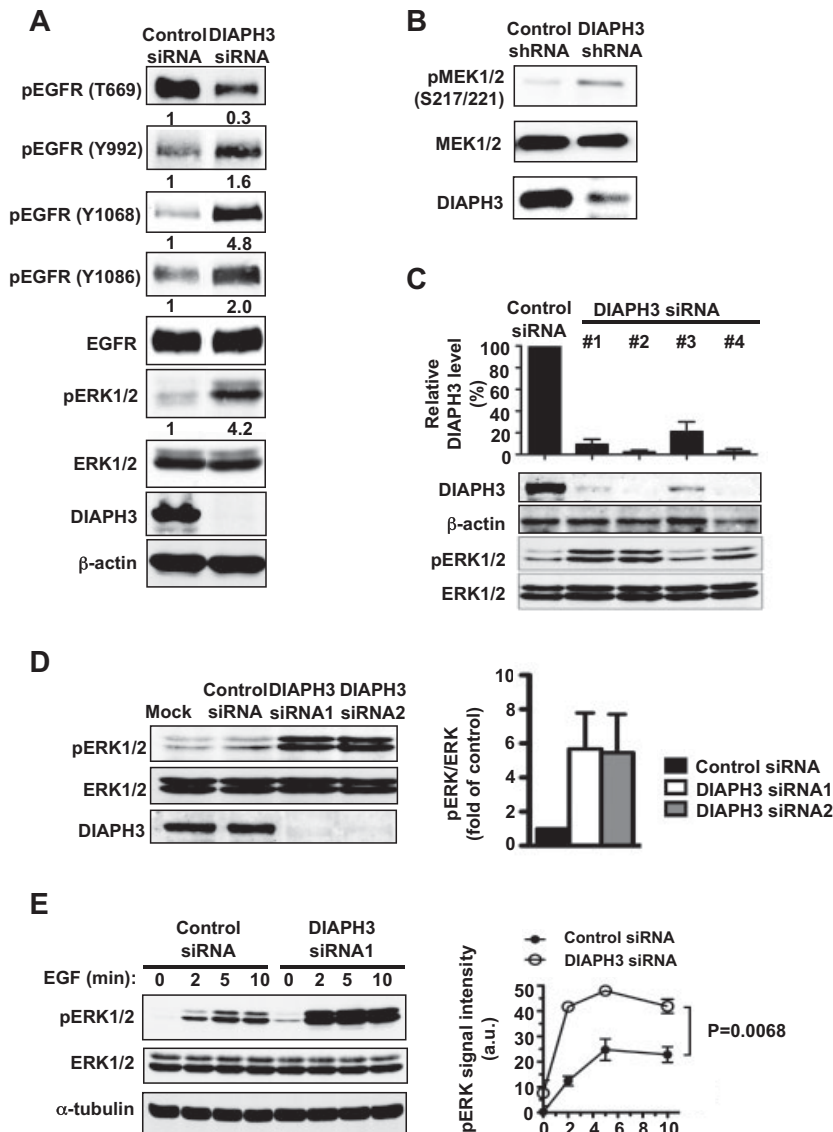 A
Control DIAPH3
siRNA siRNA
pEGFR (T669)
1 0.3
pEGFR (Y992)
1 1.6
pEGFR (Y1068)
1 4.8
pEGFR (Y1086)
1 2.0
EGFR
pERK1/2
1 4.2
ERK1/2
DIAPH3
β-actin
B
Control DIAPH3
shRNA shRNA
pMEK1/2
(S217/221)
MEK1/2
DIAPH3
C
Control
siRNA
DIAPH3 siRNA
#1 #2 #3 #4
Relative
DIAPH3 level
(%)
100
80
60
40
20
0
DIAPH3
β-actin
pERK1/2
ERK1/2
D
Mock
Control
siRNA
DIAPH3
siRNA1
DIAPH3
siRNA2
pERK1/2
ERK1/2
DIAPH3
pERK/ERK
(fold of control)
10
8
6
4
2
0
Control siRNA
DIAPH3 siRNA1
DIAPH3 siRNA2
E
Control
siRNA
DIAPH3
siRNA1
EGF (min): 0 2 5 10 0 2 5 10
pERK1/2
ERK1/2
α-tubulin
Control siRNA
DIAPH3 siRNA
pERK signal intensity
(a.u.)
50
40
30
20
10
0
0 2 4 6 8 10
P=0.0068